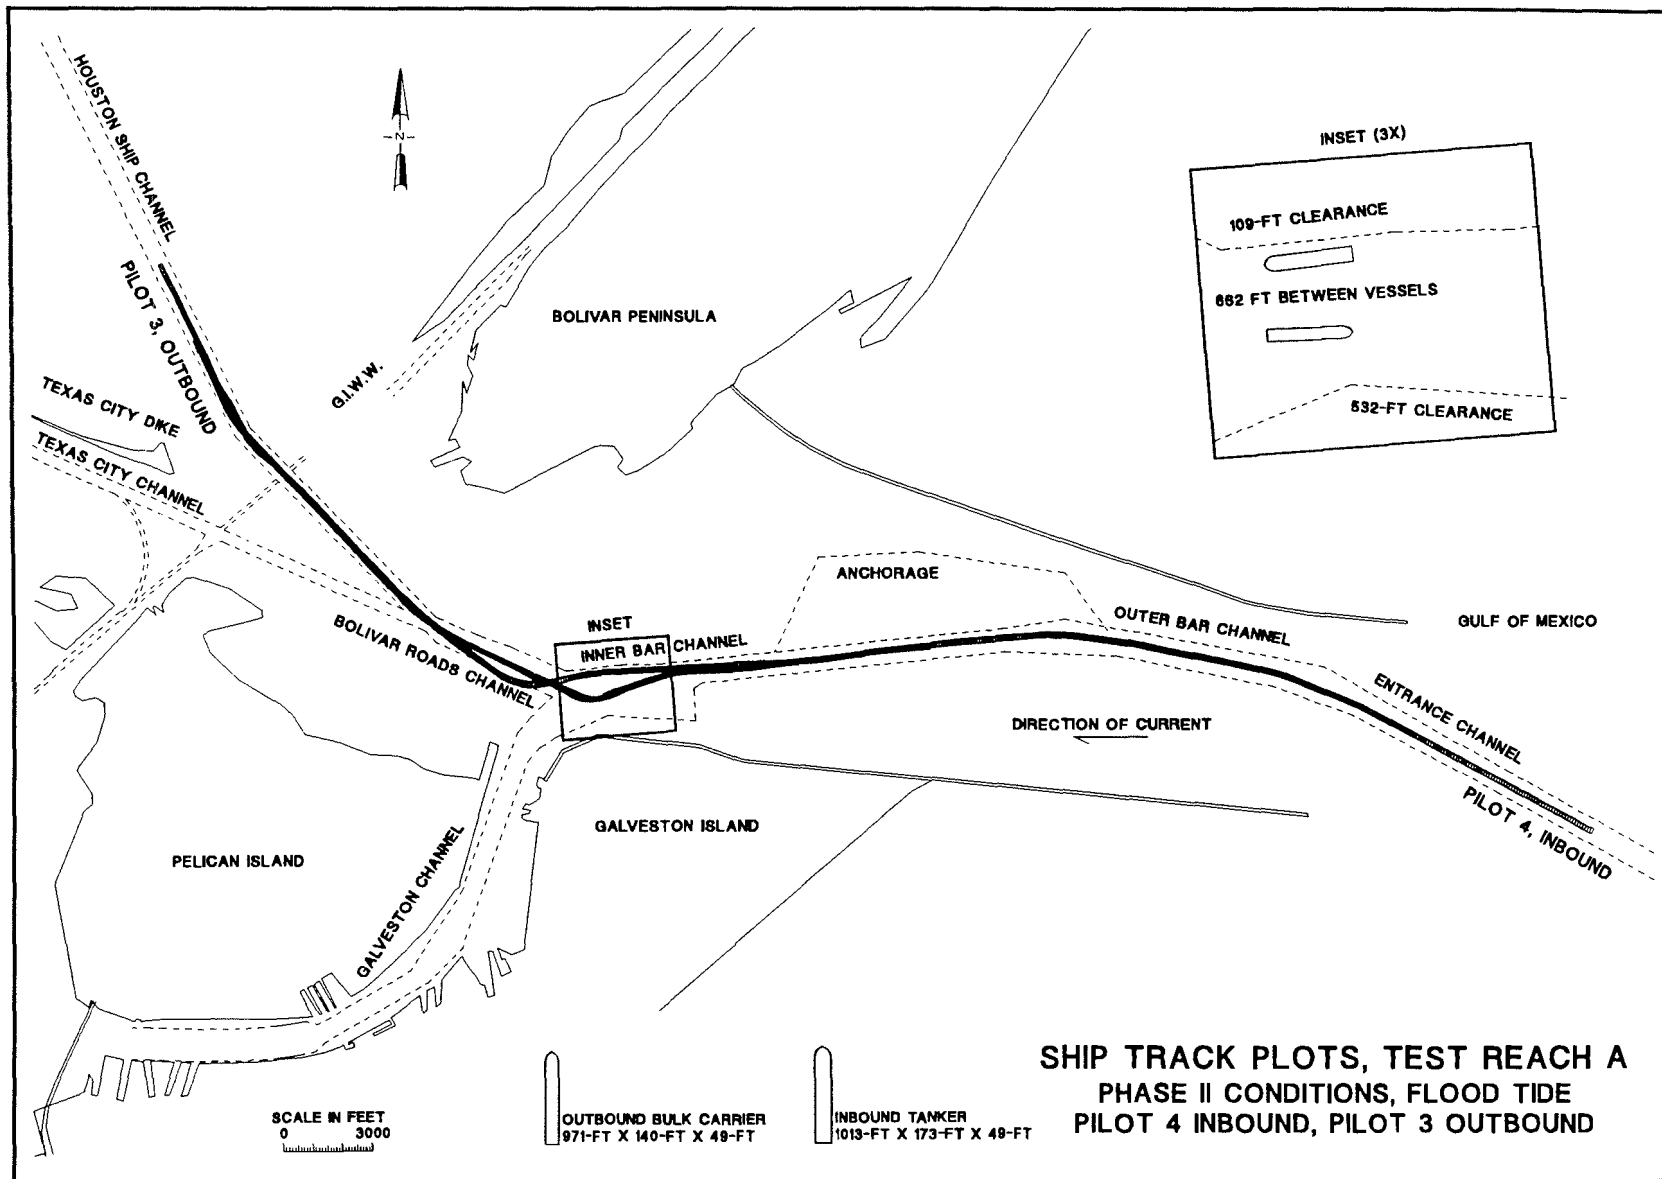 HOUSTON SHIP CHANNEL
N
INSET (3X)
109-FT CLEARANCE
662 FT BETWEEN VESSELS
532-FT CLEARANCE
PILOT 3, OUTBOUND
BOLIVAR PENINSULA
G.I.W.W.
TEXAS CITY DIKE
TEXAS CITY CHANNEL
ANCHORAGE
INSET
INNER BAR CHANNEL
OUTER BAR CHANNEL
GULF OF MEXICO
BOLIVAR ROADS CHANNEL
ENTRANCE CHANNEL
DIRECTION OF CURRENT
PILOT 4, INBOUND
GALVESTON ISLAND
PELICAN ISLAND
GALVESTON CHANNEL
SCALE IN FEET
0 3000
OUTBOUND BULK CARRIER
971-FT X 140-FT X 49-FT
INBOUND TANKER
1013-FT X 173-FT X 49-FT
SHIP TRACK PLOTS, TEST REACH A
PHASE II CONDITIONS, FLOOD TIDE
PILOT 4 INBOUND, PILOT 3 OUTBOUND